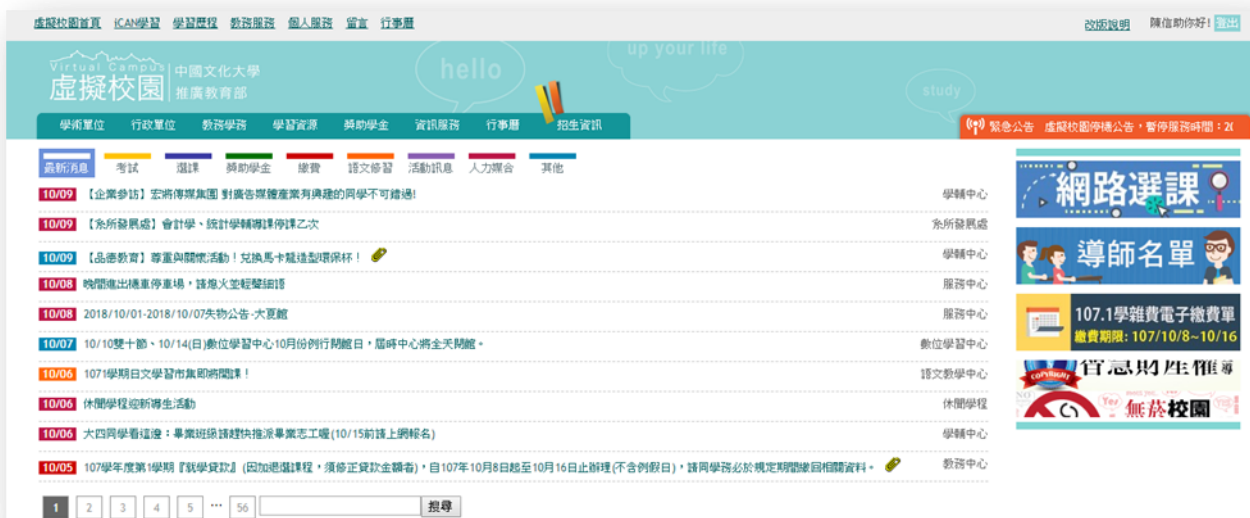 虛擬校園首頁 iCAN學習 學習歷程 教務服務 個人服務 留言 行事曆
改版說明 陳信助你好! 登出
Virtual Campus
虛擬校園 中國文化大學
推廣教育部
hello
up your life
study
學術單位 行政單位 教務學務 學習資源 獎助學金 資訊服務 行事曆 招生資訊
緊急公告 虛擬校園停機公告，暫停服務時間：20
最新消息 考試 選課 獎助學金 繳費 語文修習 活動訊息 人力媒合 其他
10/09 【企業參訪】宏將傳媒集團 對廣告媒體產業有興趣的同學不可錯過! 學輔中心
10/09 【系所發展處】會計學、統計學輔導課停課乙次 系所發展處
10/09 【品德教育】尊重與關懷活動！兌換馬卡龍造型環保杯！ 學輔中心
10/08 晚間進出機車停車場，請熄火並輕聲細語 服務中心
10/08 2018/10/01-2018/10/07失物公告-大夏館 服務中心
10/07 10/10雙十節、10/14(日)數位學習中心10月份例行閉館日，屆時中心將全天閉館。 數位學習中心
10/06 1071學期日文學習市集即將開課！ 語文教學中心
10/06 休閒學程迎新導生活動 休閒學程
10/06 大四同學看這邊：畢業班級請趕快推派畢業志工喔(10/15前請上網報名) 學輔中心
10/05 107學年度第1學期『就學貸款』(因加退選課程，須修正貸款金額者)，自107年10月8日起至10月16日止辦理(不含例假日)，請同學務必於規定期間繳回相關資料。 教務中心
1 2 3 4 5 … 56 搜尋
網路選課
導師名單
107.1學雜費電子繳費單
繳費期限: 107/10/8~10/16
COPYRIGHT 智慧財產權
Yes 無菸校園